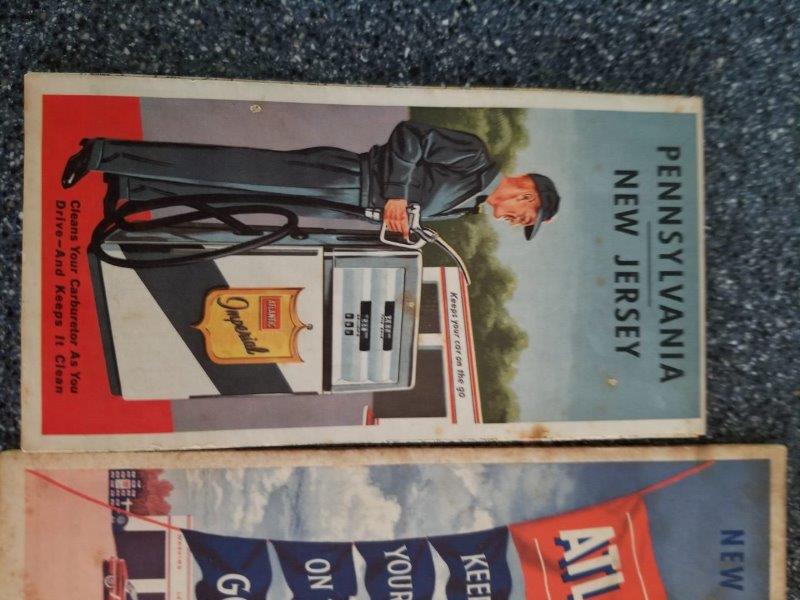 PENNSYLVANIA
NEW JERSEY
Keeps your car on the go
ATLANTIC
Imperial
Cleans Your Carburetor As You
Drive—And Keeps It Clean
NEW
KEE
YOUR
ON
GO